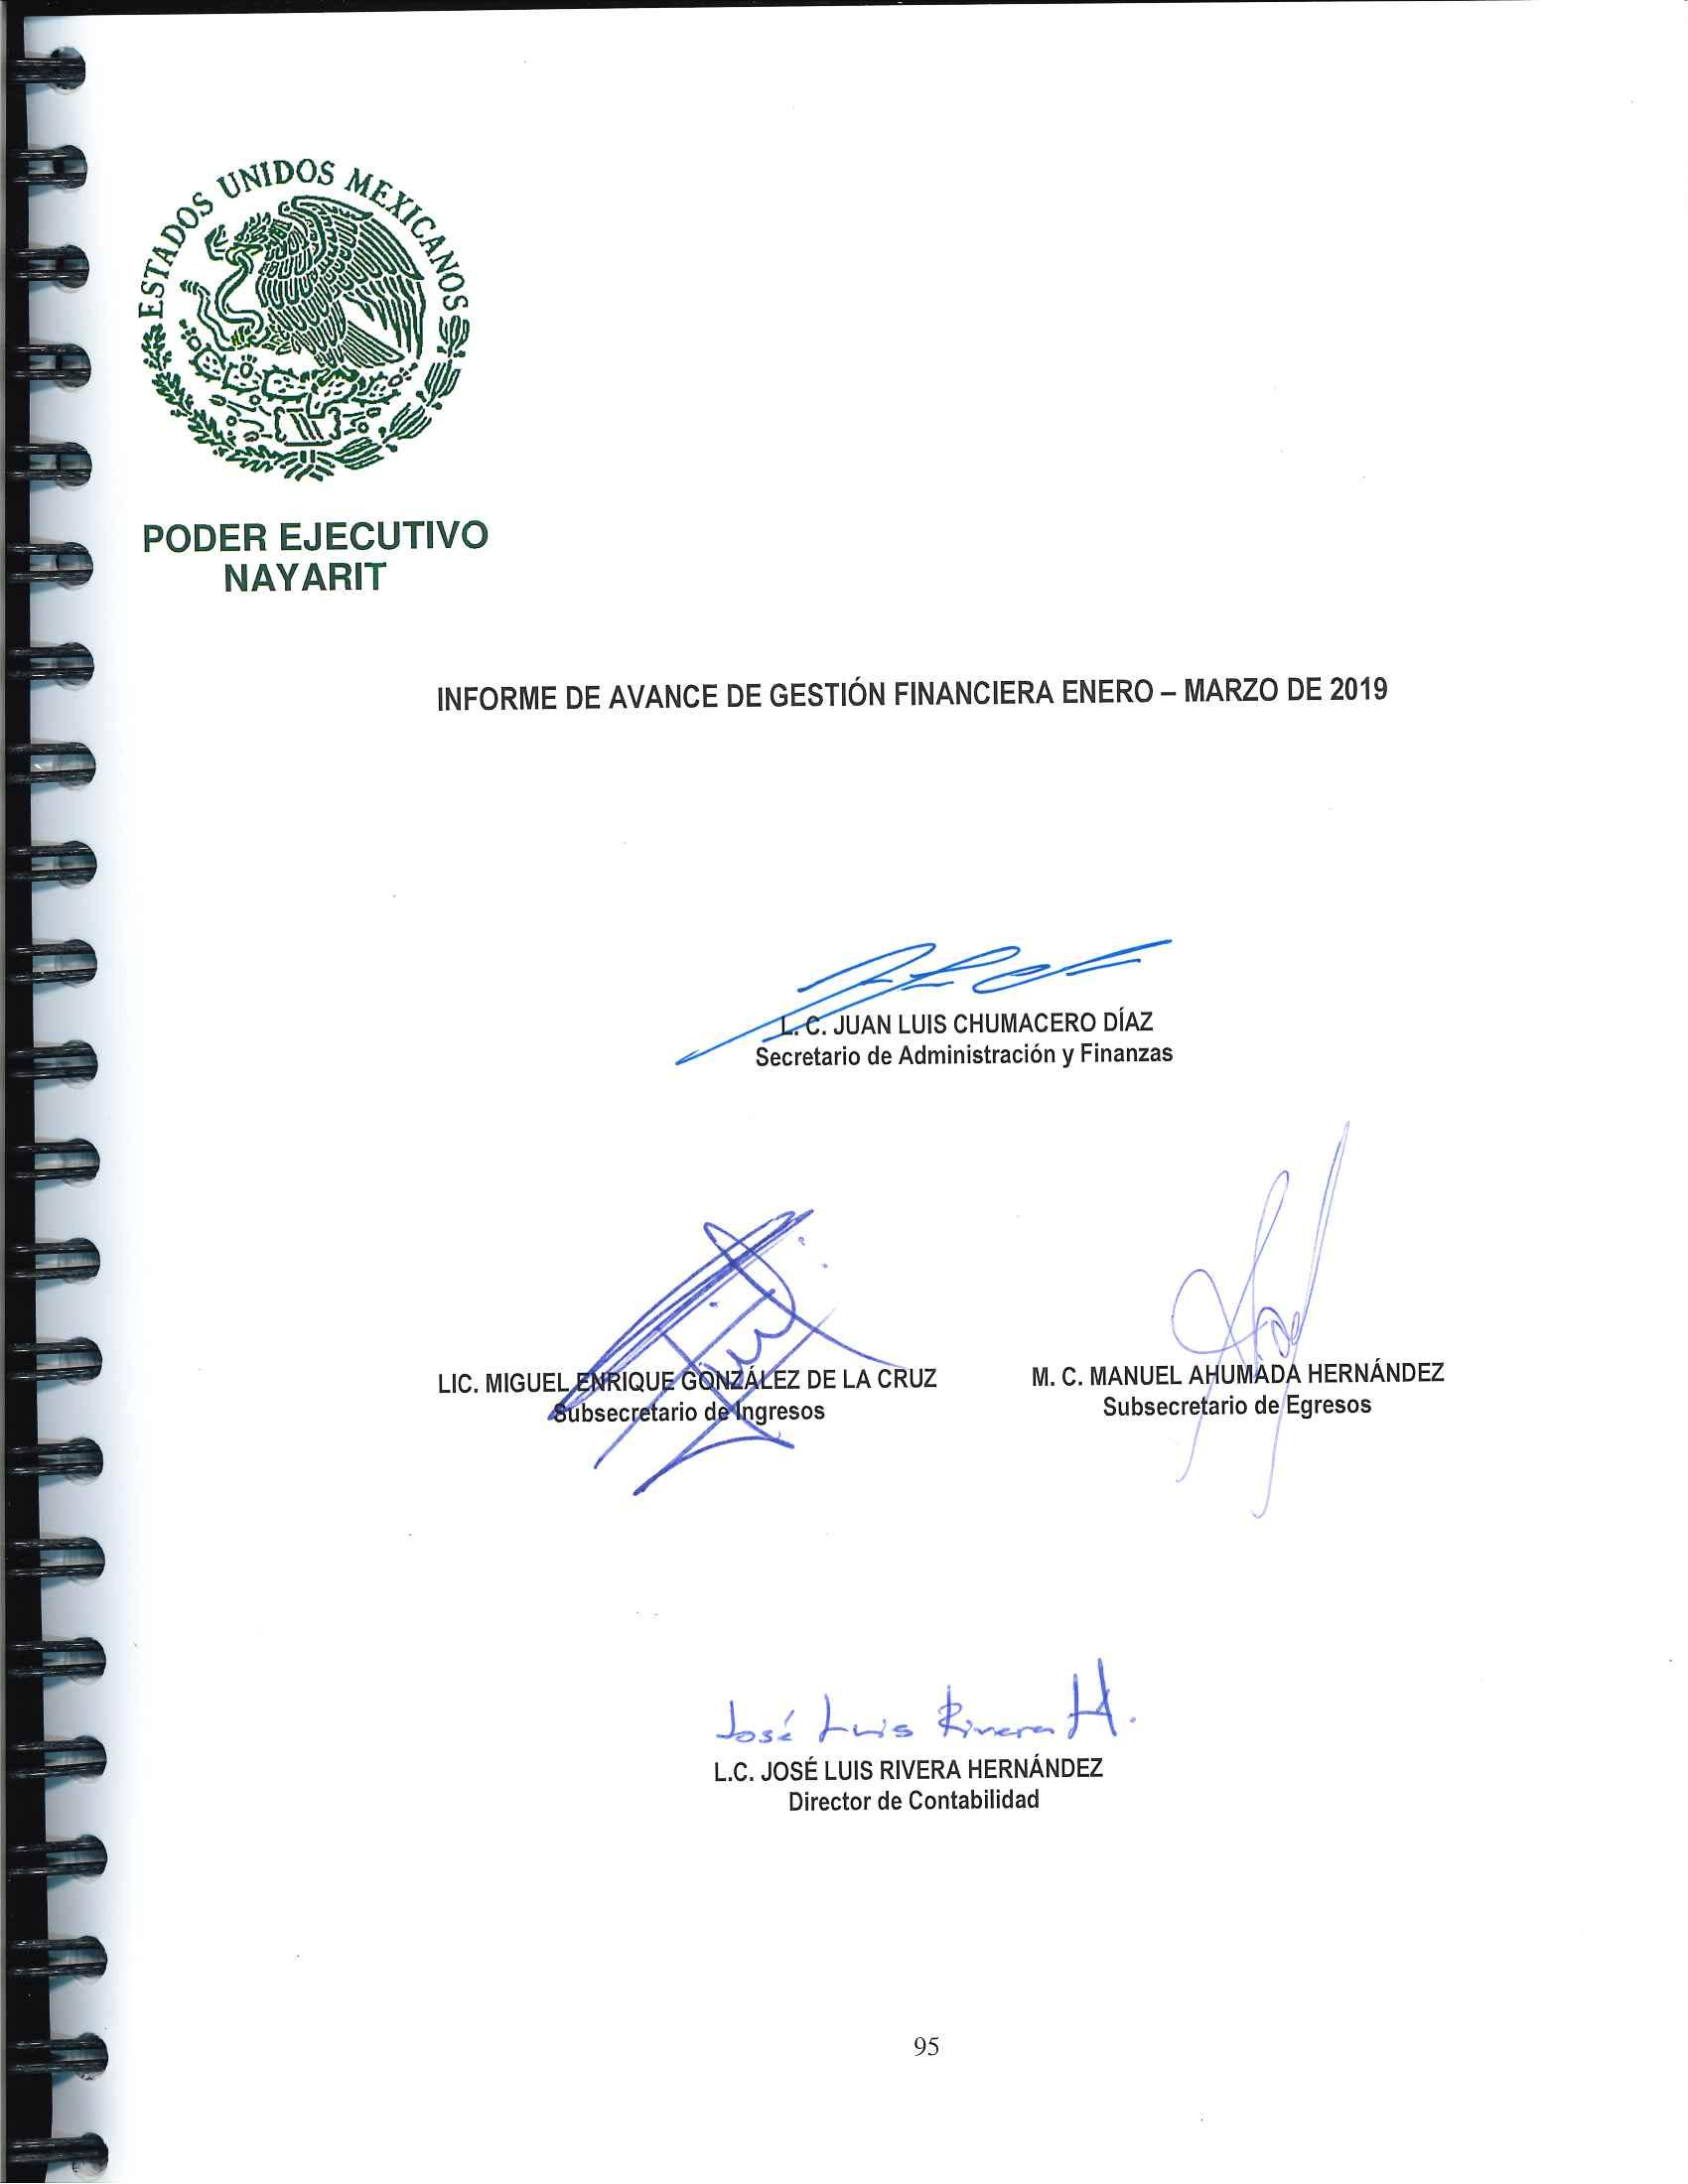 ESTADOS UNIDOS MEXICANOS
PODER EJECUTIVO
NAYARIT
INFORME DE AVANCE DE GESTIÓN FINANCIERA ENERO – MARZO DE 2019
L. C. JUAN LUIS CHUMACERO DÍAZ
Secretario de Administración y Finanzas
LIC. MIGUEL ENRIQUE GONZÁLEZ DE LA CRUZ
Subsecretario de Ingresos
M. C. MANUEL AHUMADA HERNÁNDEZ
Subsecretario de Egresos
José Luis Rivera H.
L.C. JOSÉ LUIS RIVERA HERNÁNDEZ
Director de Contabilidad
95